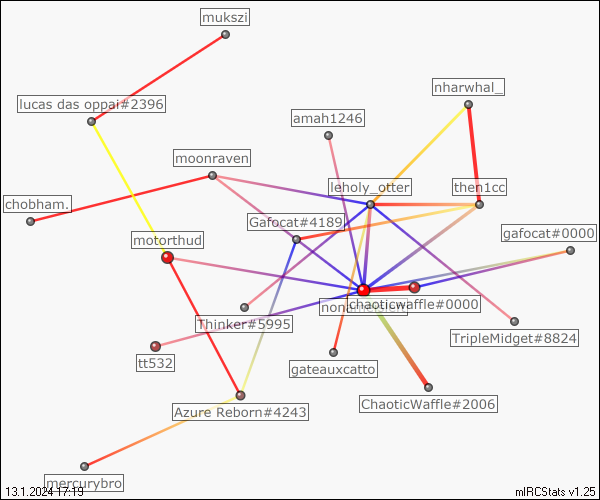 mukszi
lucas das oppai#2396
nharwhal_
amah1246
moonraven
leholy_otter
then1cc
chobham.
Gafocat#4189
gafocat#0000
motorthud
chaoticwaffle#0000
Thinker#5995
TripleMidget#8824
tt532
gateauxcatto
ChaoticWaffle#2006
Azure Reborn#4243
mercurybro
13.1.2024 17:19
mIRCStats v1.25